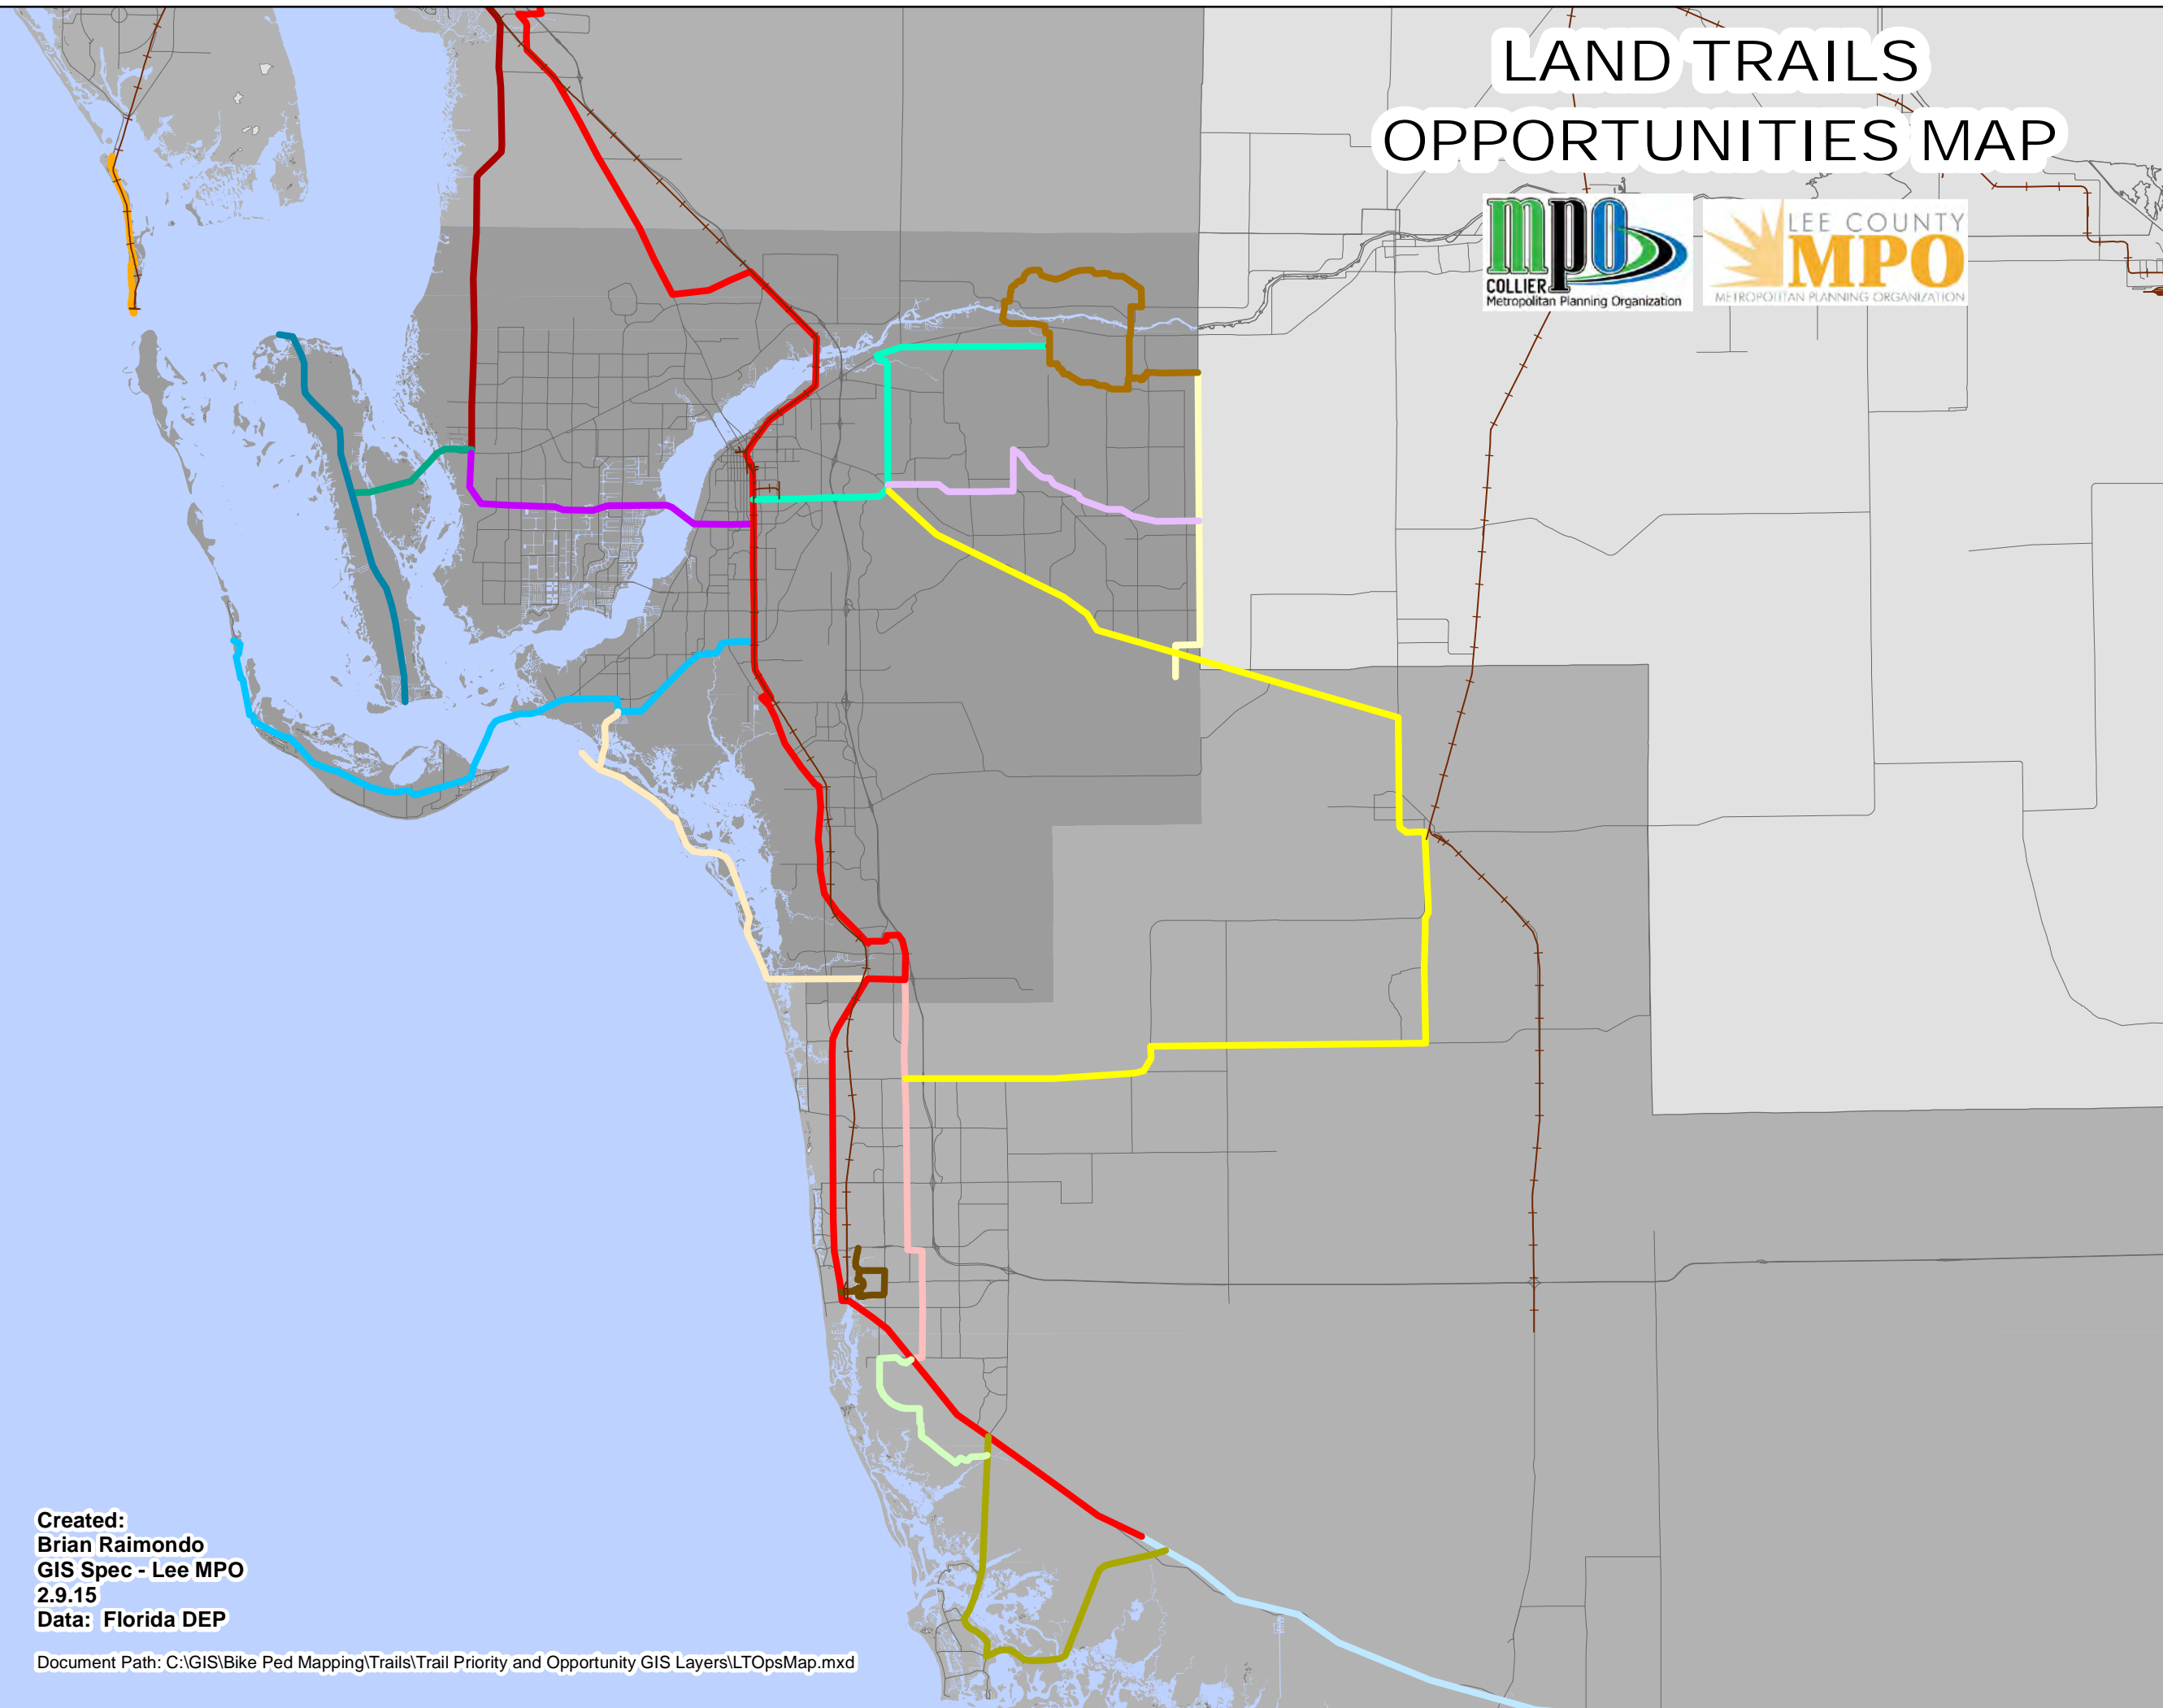 LAND TRAILS
OPPORTUNITIES MAP
mpo
COLLIER
Metropolitan Planning Organization
LEE COUNTY
MPO
METROPOLITAN PLANNING ORGANIZATION
Created:
Brian Raimondo
GIS Spec - Lee MPO
2.9.15
Data:  Florida DEP
Document Path: C:\GIS\Bike Ped Mapping\Trails\Trail Priority and Opportunity GIS Layers\LTOpsMap.mxd